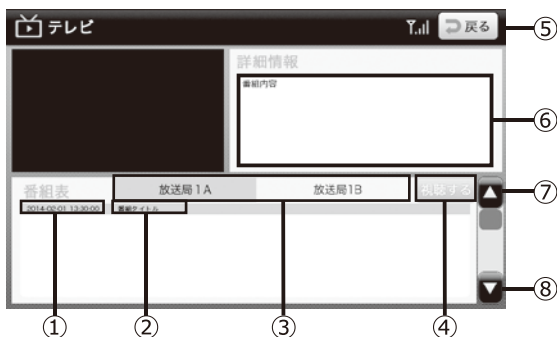 テレビ
戻る
⑤
詳細情報
番組内容
⑥
番組表
放送局1A
放送局1B
視聴する
⑦
2014-02-01 13:30:00
番組タイトル
⑧
①
②
③
④